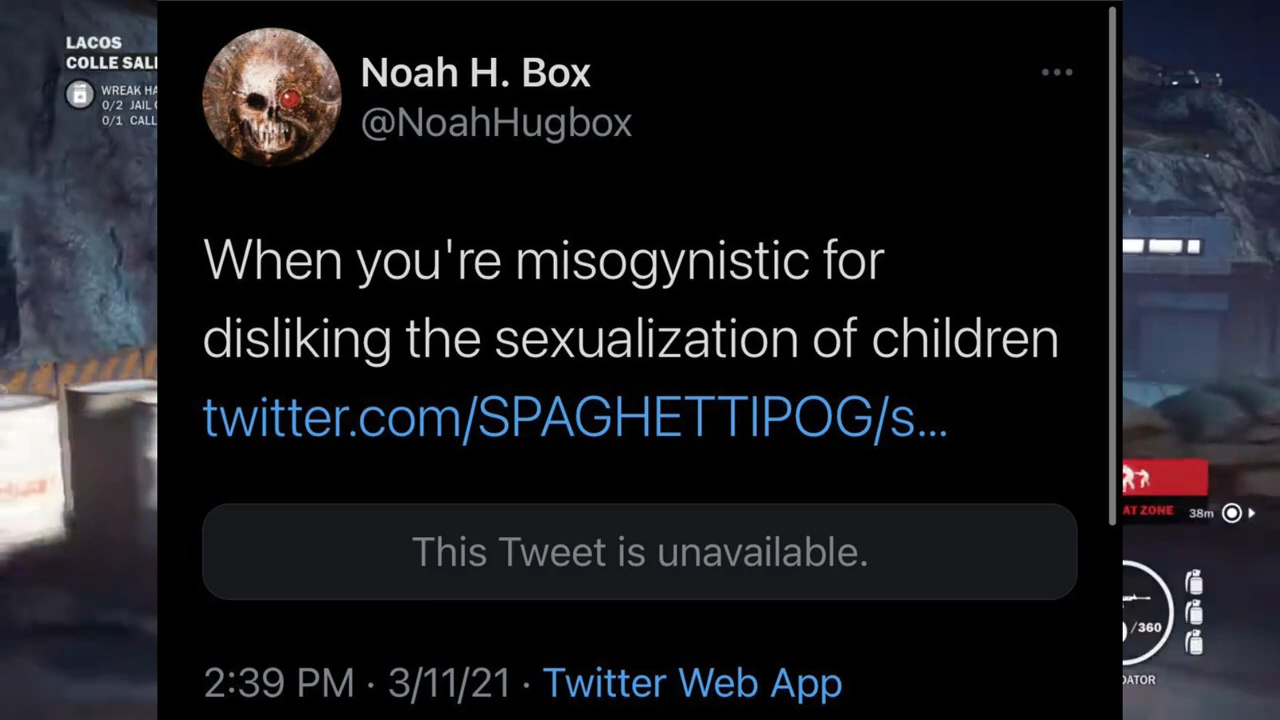 LACOS
COLLE SAL
WREAK HA
0/2 JAIL
0/1 CALL
Noah H. Box
@NoahHugbox
When you're misogynistic for
disliking the sexualization of children
twitter.com/SPAGHETTIPOG/s...
This Tweet is unavailable.
2:39 PM · 3/11/21 · Twitter Web App
AT ZONE
38m
/360
DATOR